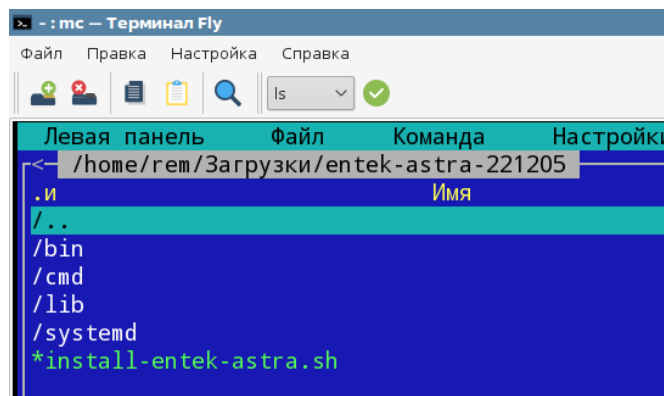 - : mc — Терминал Fly
Файл Правка Настройка Справка
ls
Левая панель Файл Команда Настройки
<— /home/rem/Загрузки/entek-astra-221205
.и Имя
/..
/bin
/cmd
/lib
/systemd
*install-entek-astra.sh